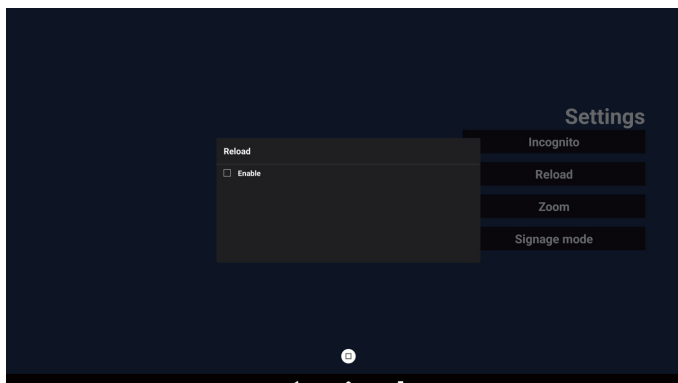 Settings
Incognito
Reload
Enable
Reload
Zoom
Signage mode